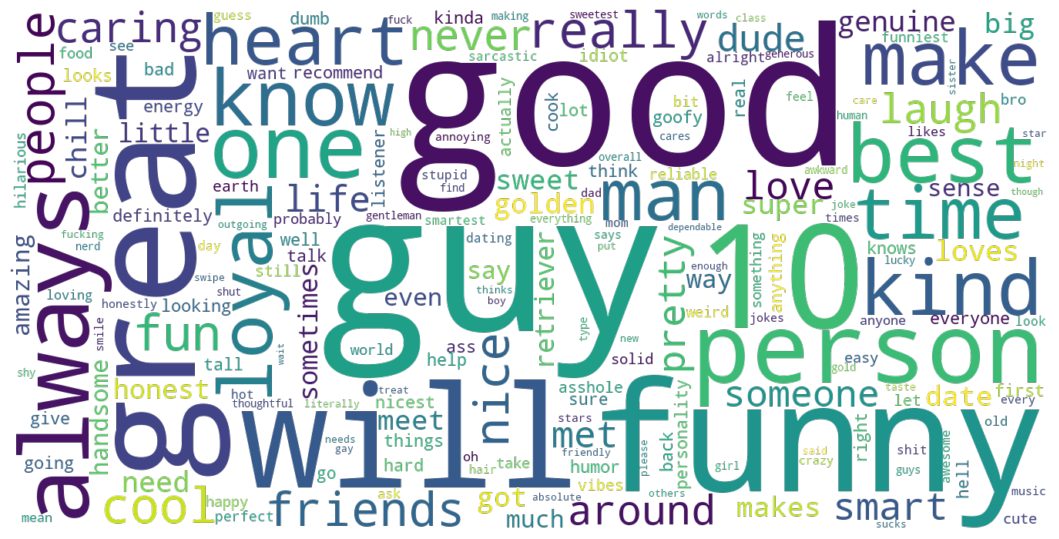 guess
dumb
fuck
kinda
making
sweetest
words
class
caring
heart
never
really
dude
genuine
big
funniest
food
see
sarcastic
idiot
alright
generous
make
looks
bad
want
recommend
good
people
energy
know
chill
little
better
hilarious
one
annoying
actually
cook
lot
bit
goofy
real
feel
care
sister
human
bro
laugh
likes
star
best
night
though
awkward
stupid
find
cares
overall
think
reliable
earth
listener
sweet
man
love
super
joke
times
sense
time
always
great
definitely
life
probably
gentleman
golden
dad
smartest
everything
mom
dependable
outgoing
loyal
fucking
nerd
day
well
talk
still
dating
says
put
say
guy
10
pretty
something
anything
knows
lucky
loves
kind
amazing
loving
honestly
looking
swipe
shut
sometimes
even
thinks
boy
retriever
enough
way
weird
jokes
anyone
everyone
look
shy
smile
fun
tall
wait
world
help
ass
type
new
solid
easy
person
gold
handsome
honest
hot
thoughtful
literally
treat
nicest
nice
asshole
sure
personality
someone
taste
let
date
first
every
give
will
meet
stars
met
back
girl
funny
right
shit
old
going
need
things
needs
gay
go
hard
oh
hair
take
friendly
humor
vibes
please
said
crazy
guys
awesome
hell
music
mean
cool
happy
perfect
friends
ask
got
absolute
much
others
around
makes
smart
sucks
cute